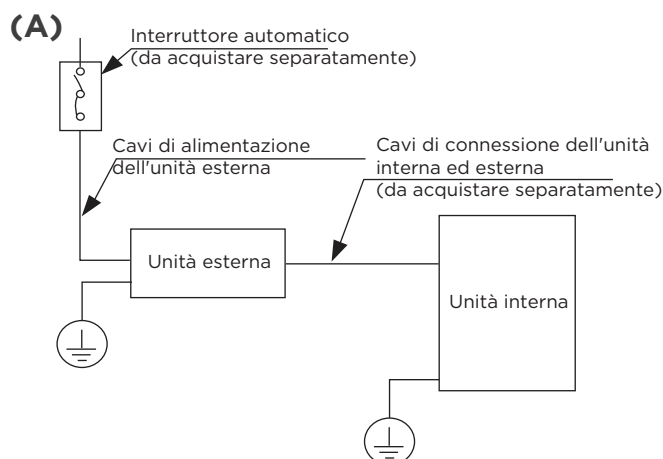 (A)
Interruttore automatico
(da acquistare separatamente)
Cavi di alimentazione
dell'unità esterna
Cavi di connessione dell'unità
interna ed esterna
(da acquistare separatamente)
Unità esterna
Unità interna